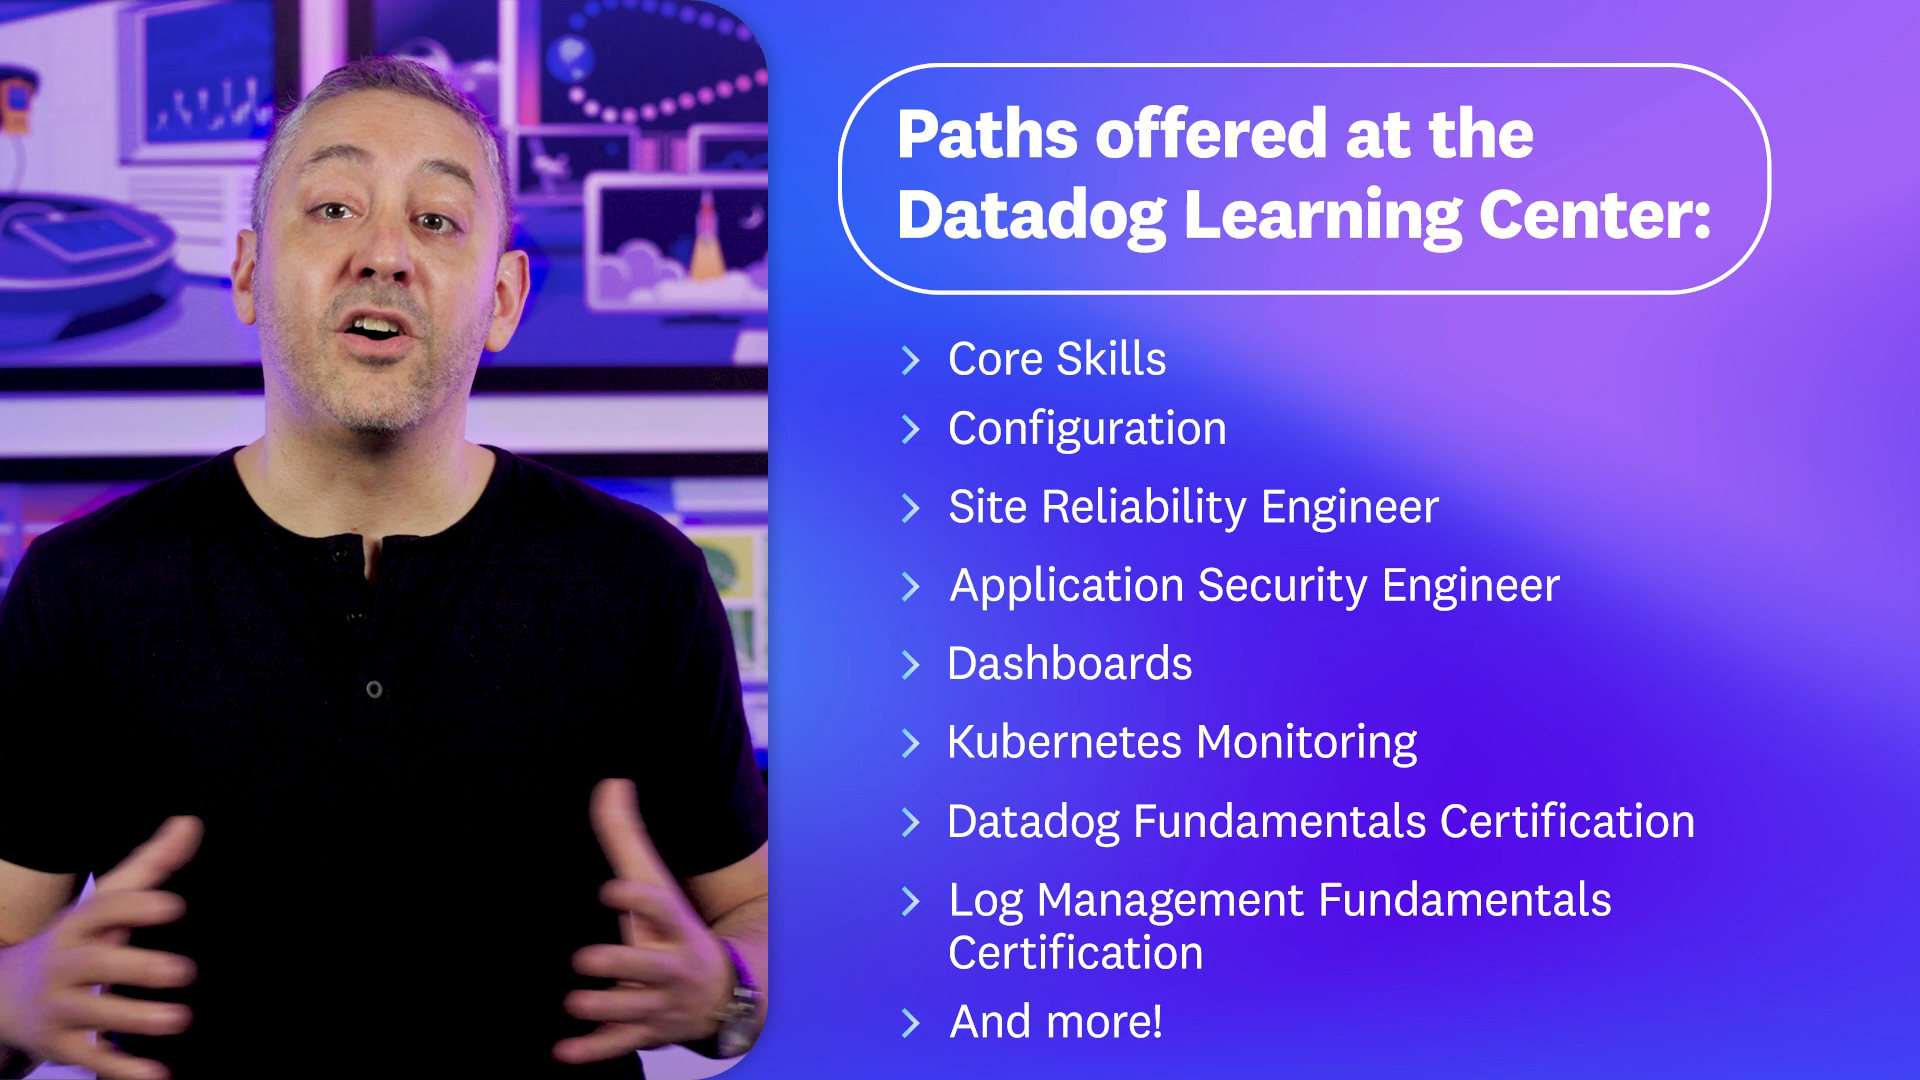 Paths offered at the
Datadog Learning Center:
Core Skills
Configuration
Site Reliability Engineer
Application Security Engineer
Dashboards
Kubernetes Monitoring
Datadog Fundamentals Certification
Log Management Fundamentals
Certification
And more!